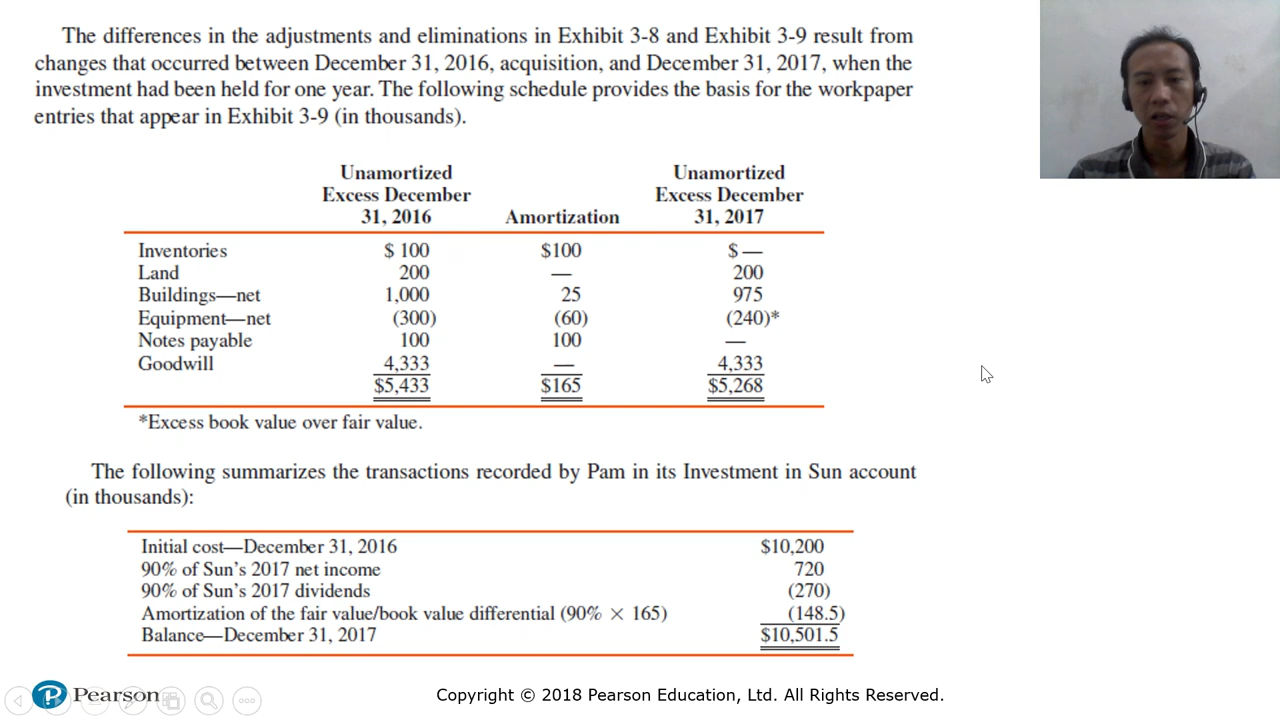 The differences in the adjustments and eliminations in Exhibit 3-8 and Exhibit 3-9 result from
changes that occurred between December 31, 2016, acquisition, and December 31, 2017, when the
investment had been held for one year. The following schedule provides the basis for the workpaper
entries that appear in Exhibit 3-9 (in thousands).
Unamortized Unamortized
Excess December Excess December
31, 2016 Amortization 31, 2017
Inventories $ 100 $100 $ —
Land 200 — 200
Buildings—net 1,000 25 975
Equipment—net (300) (60) (240)*
Notes payable 100 100 —
Goodwill 4,333 — 4,333
$5,433 $165 $5,268
*Excess book value over fair value.
The following summarizes the transactions recorded by Pam in its Investment in Sun account
(in thousands):
Initial cost—December 31, 2016 $10,200
90% of Sun’s 2017 net income 720
90% of Sun’s 2017 dividends (270)
Amortization of the fair value/book value differential (90% × 165) (148.5)
Balance—December 31, 2017 $10,501.5
Pearson Copyright © 2018 Pearson Education, Ltd. All Rights Reserved.